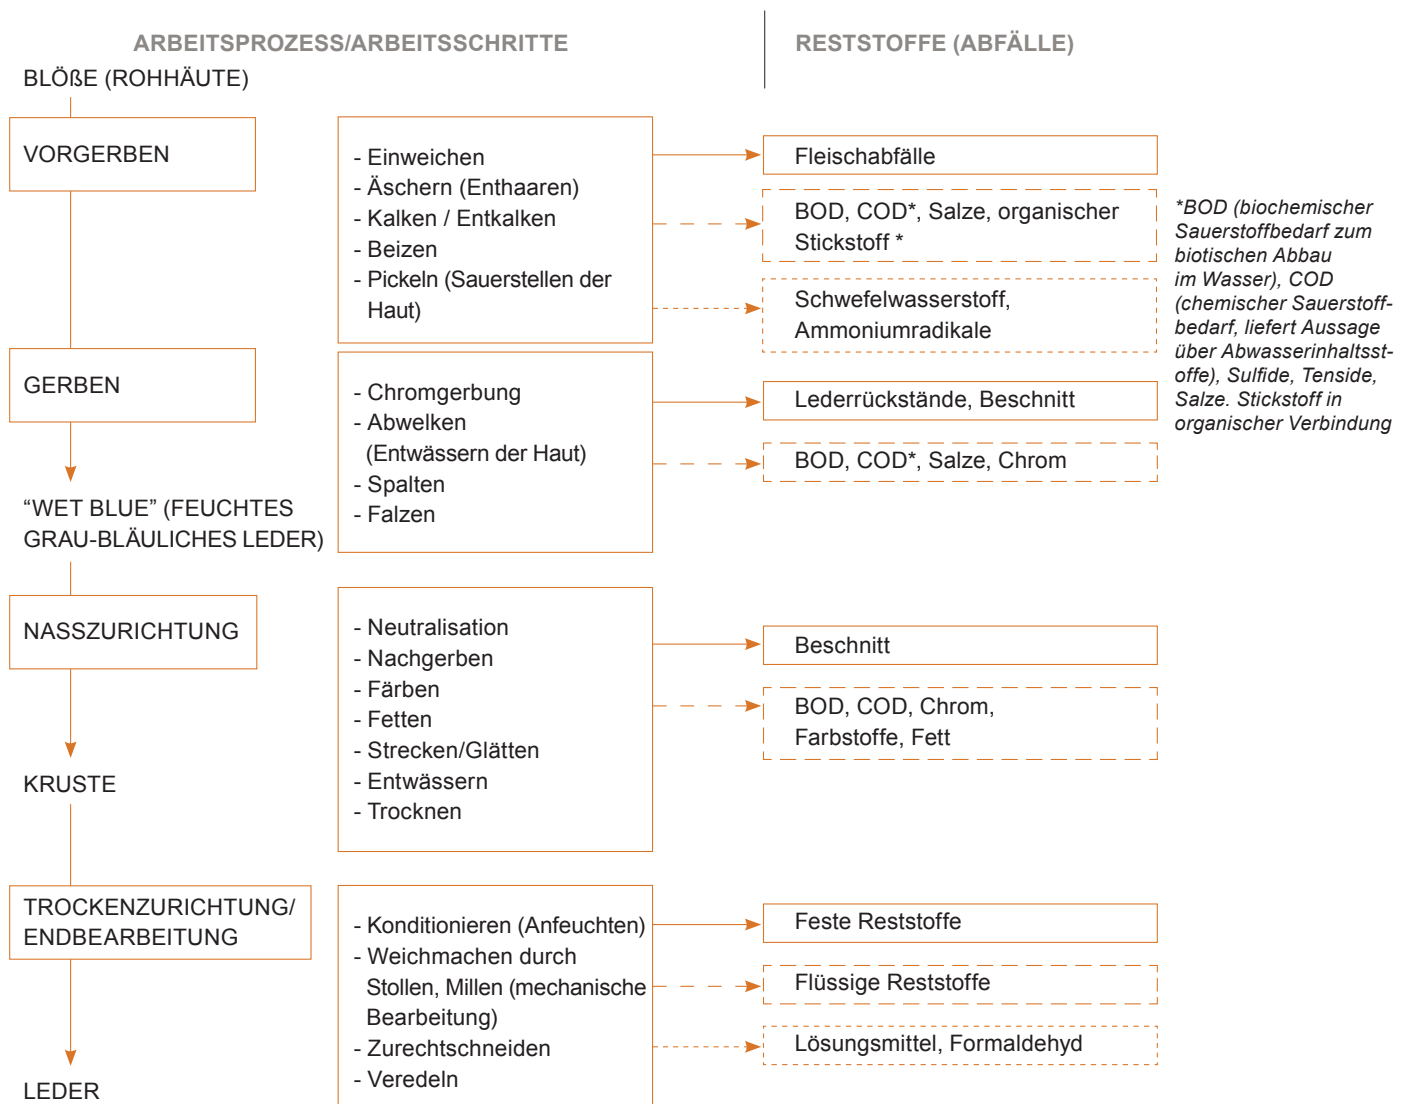 ARBEITSPROZESS/ARBEITSSCHRITTE
RESTSTOFFE (ABFÄLLE)
BLÖßE (ROHHÄUTE)
VORGERBEN
- Einweichen
- Äschern (Enthaaren)
- Kalken / Entkalken
- Beizen
- Pickeln (Sauerstellen der
Haut)
Fleischabfälle
BOD, COD*, Salze, organischer
Stickstoff *
Schwefelwasserstoff,
Ammoniumradikale
*BOD (biochemischer
Sauerstoffbedarf zum
biotischen Abbau
im Wasser), COD
(chemischer Sauerstoff-
bedarf, liefert Aussage
über Abwasserinhaltsst-
offe), Sulfide, Tenside,
Salze. Stickstoff in
organischer Verbindung
GERBEN
- Chromgerbung
- Abwelken
(Entwässern der Haut)
- Spalten
- Falzen
Lederrückstände, Beschnitt
BOD, COD*, Salze, Chrom
“WET BLUE” (FEUCHTES
GRAU-BLÄULICHES LEDER)
NASSZURICHTUNG
- Neutralisation
- Nachgerben
- Färben
- Fetten
- Strecken/Glätten
- Entwässern
- Trocknen
Beschnitt
BOD, COD, Chrom,
Farbstoffe, Fett
KRUSTE
TROCKENZURICHTUNG/
ENDBEARBEITUNG
- Konditionieren (Anfeuchten)
- Weichmachen durch
Stollen, Millen (mechanische
Bearbeitung)
- Zurechtschneiden
- Veredeln
Feste Reststoffe
Flüssige Reststoffe
Lösungsmittel, Formaldehyd
LEDER